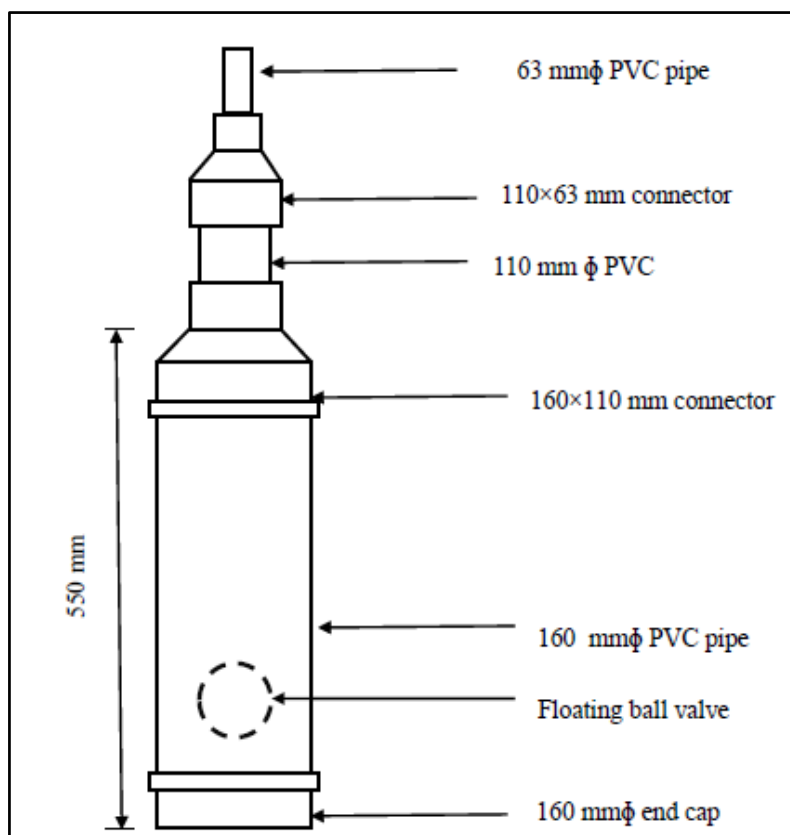 63 mmϕ PVC pipe
110×63 mm connector
110 mm ϕ PVC
160×110 mm connector
550 mm
160 mmϕ PVC pipe
Floating ball valve
160 mmϕ end cap